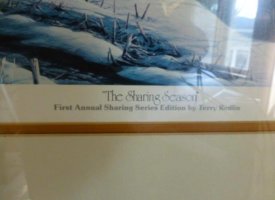 "The Sharing Season"
First Annual Sharing Series Edition by Terry Redlin